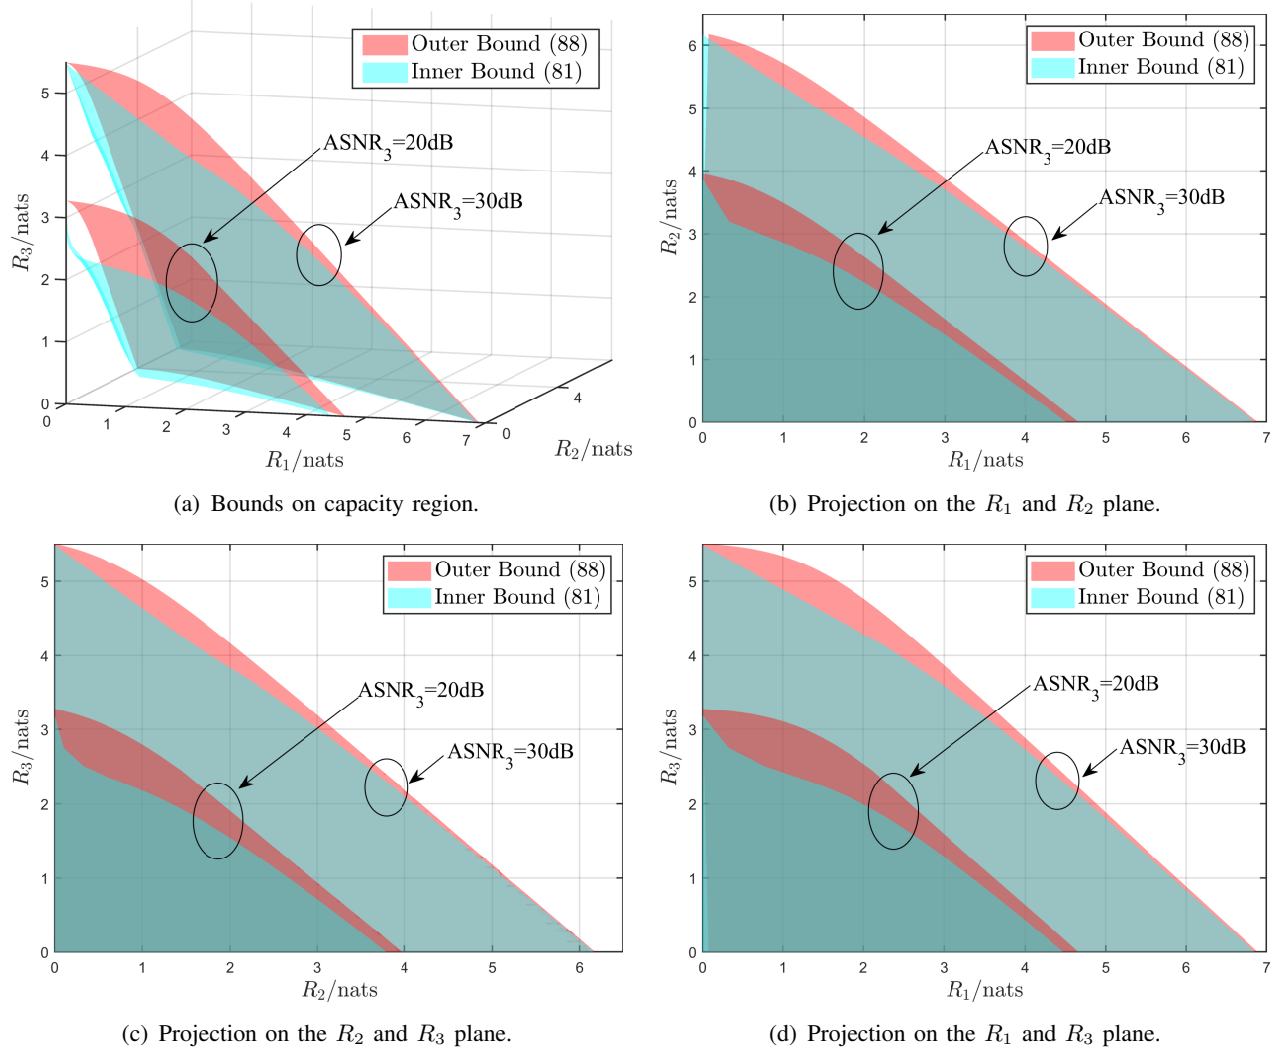 Outer Bound (88)
Inner Bound (81)
ASNR3=20dB
ASNR3=30dB
5
4
3
2
1
0
R3/nats
0
1
2
3
4
5
6
7
0
4
R1/nats
R2/nats
(a) Bounds on capacity region.
Outer Bound (88)
Inner Bound (81)
ASNR3=20dB
ASNR3=30dB
6
5
4
3
2
1
0
R2/nats
0
1
2
3
4
5
6
7
R1/nats
(b) Projection on the R1 and R2 plane.
Outer Bound (88)
Inner Bound (81)
ASNR3=20dB
ASNR3=30dB
5
4
3
2
1
0
R3/nats
0
1
2
3
4
5
6
R2/nats
(c) Projection on the R2 and R3 plane.
Outer Bound (88)
Inner Bound (81)
ASNR3=20dB
ASNR3=30dB
5
4
3
2
1
0
R3/nats
0
1
2
3
4
5
6
7
R1/nats
(d) Projection on the R1 and R3 plane.